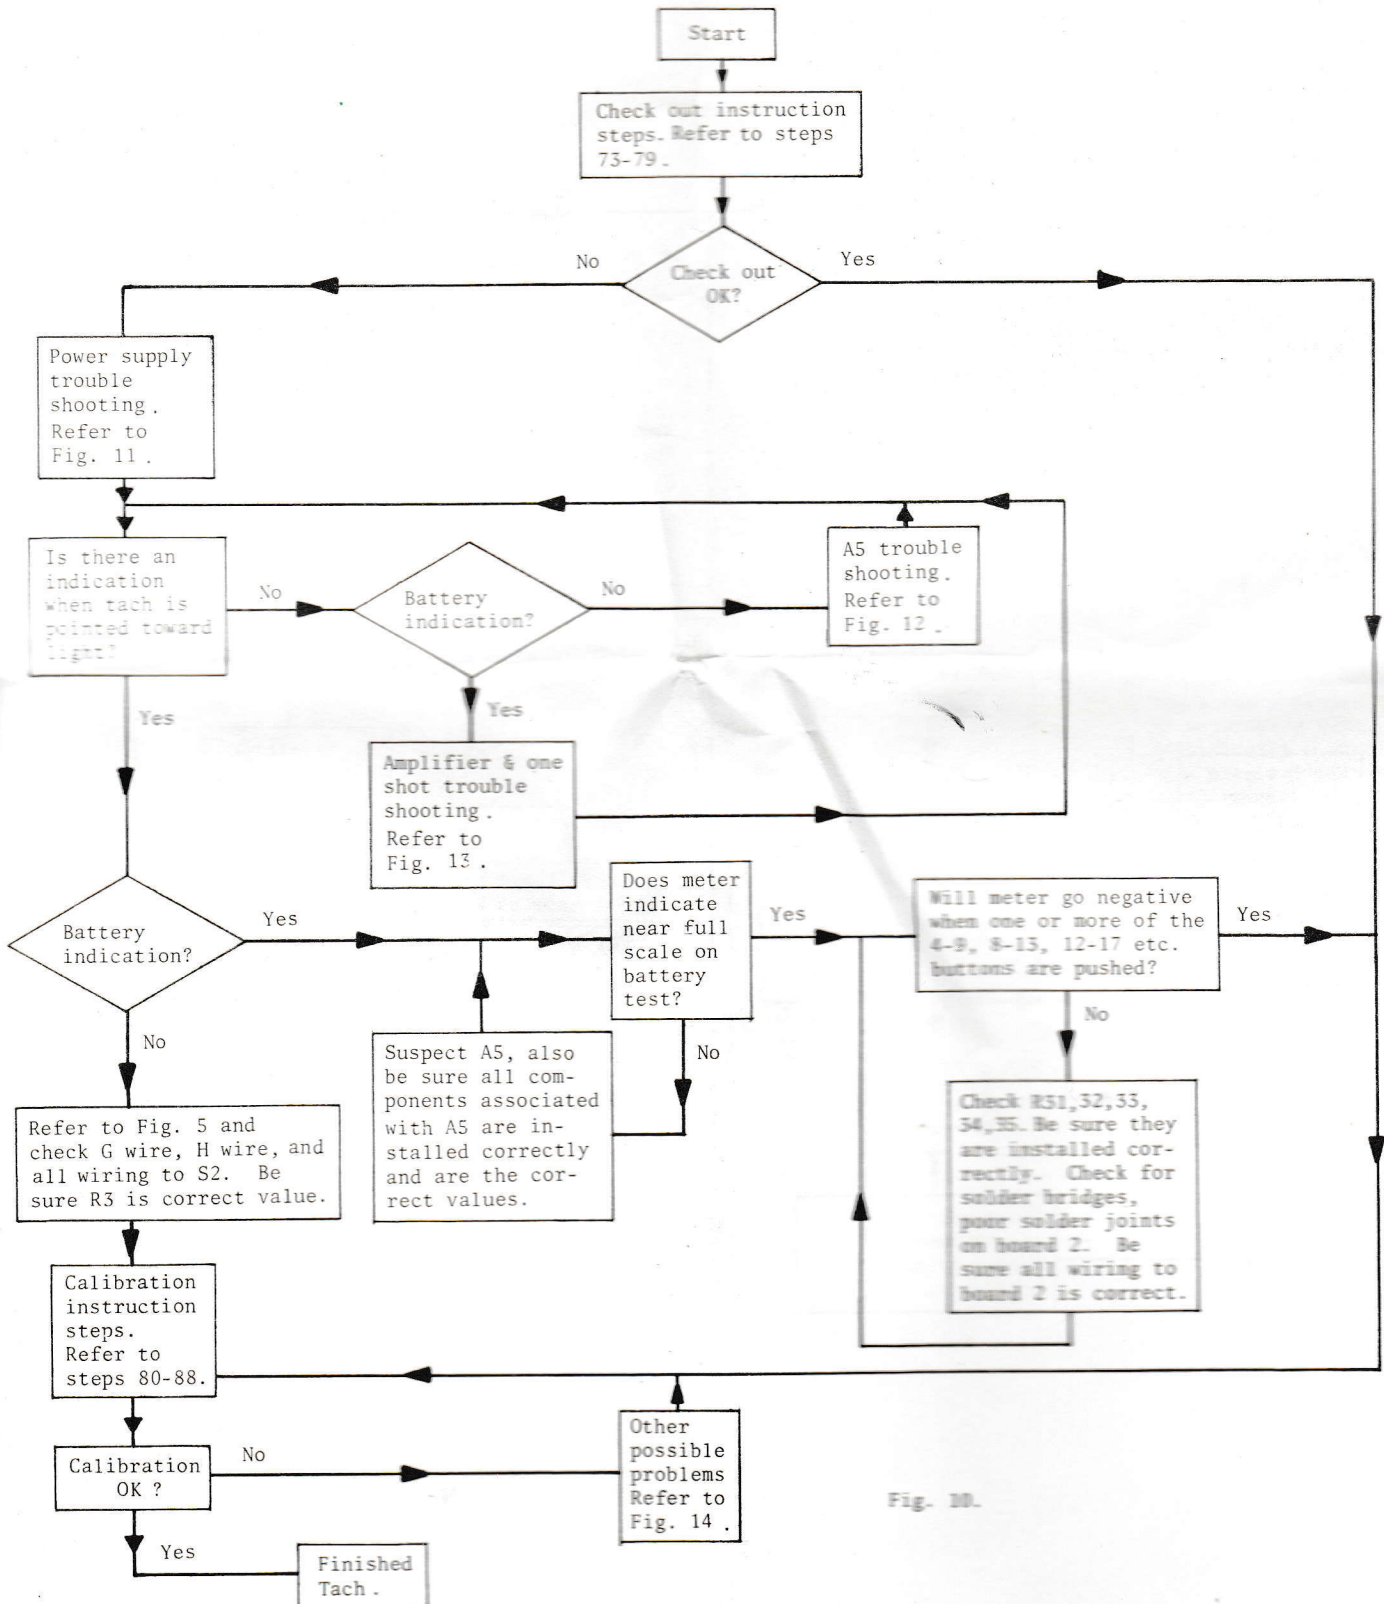 Start
Check out instruction
steps. Refer to steps
73-79.
No
Check out
OK?
Yes
Power supply
trouble
shooting.
Refer to
Fig. 11.
Is there an
indication
when tach is
pointed toward
light?
No
Battery
indication?
No
A5 trouble
shooting.
Refer to
Fig. 12.
Yes
Yes
Amplifier & one
shot trouble
shooting.
Refer to
Fig. 13.
Battery
indication?
Yes
Does meter
indicate
near full
scale on
battery
test?
Yes
Will meter go negative
when one or more of the
4-9, 8-13, 12-17 etc.
buttons are pushed?
Yes
No
Suspect A5, also
be sure all com-
ponents associated
with A5 are in-
stalled correctly
and are the cor-
rect values.
No
No
Check R31,32,33,
34,35. Be sure they
are installed cor-
rectly. Check for
solder bridges,
poor solder joints
on board 2. Be
sure all wiring to
board 2 is correct.
Refer to Fig. 5 and
check G wire, H wire, and
all wiring to S2. Be
sure R3 is correct value.
Calibration
instruction
steps.
Refer to
steps 80-88.
Calibration
OK?
No
Other
possible
problems
Refer to
Fig. 14.
Fig. 10.
Yes
Finished
Tach.